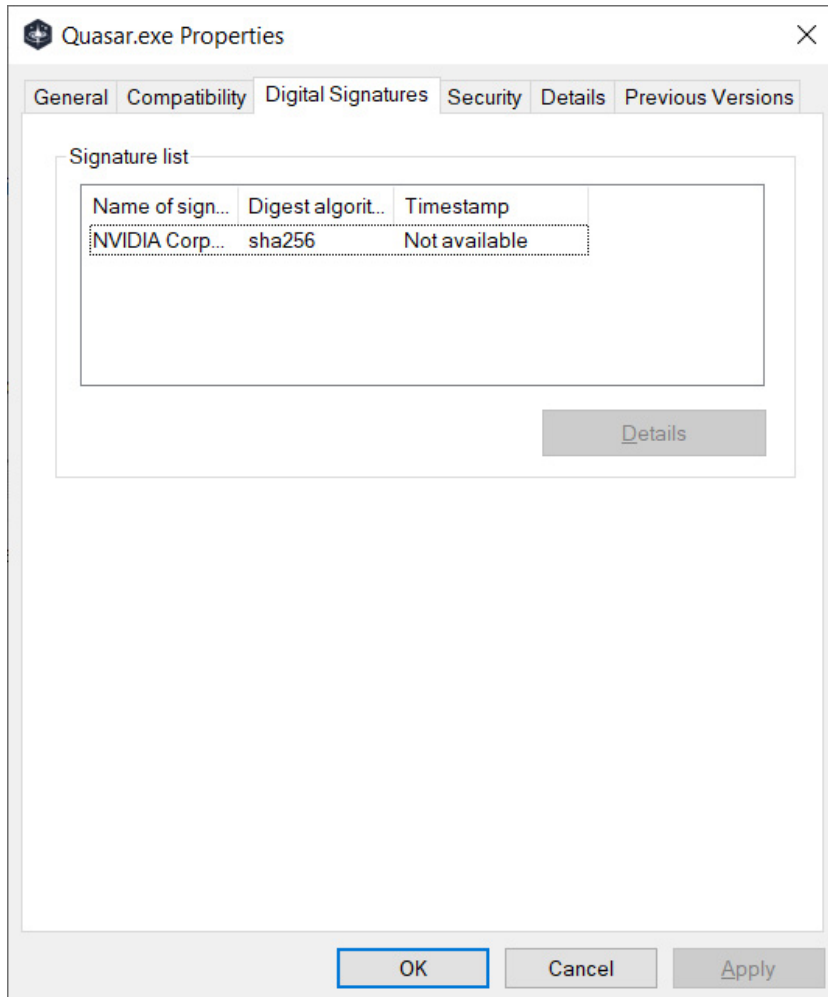 Quasar.exe Properties
General Compatibility Digital Signatures Security Details Previous Versions
Signature list
Name of sign... Digest algorit... Timestamp
NVIDIA Corp... sha256 Not available
Details
OK Cancel Apply